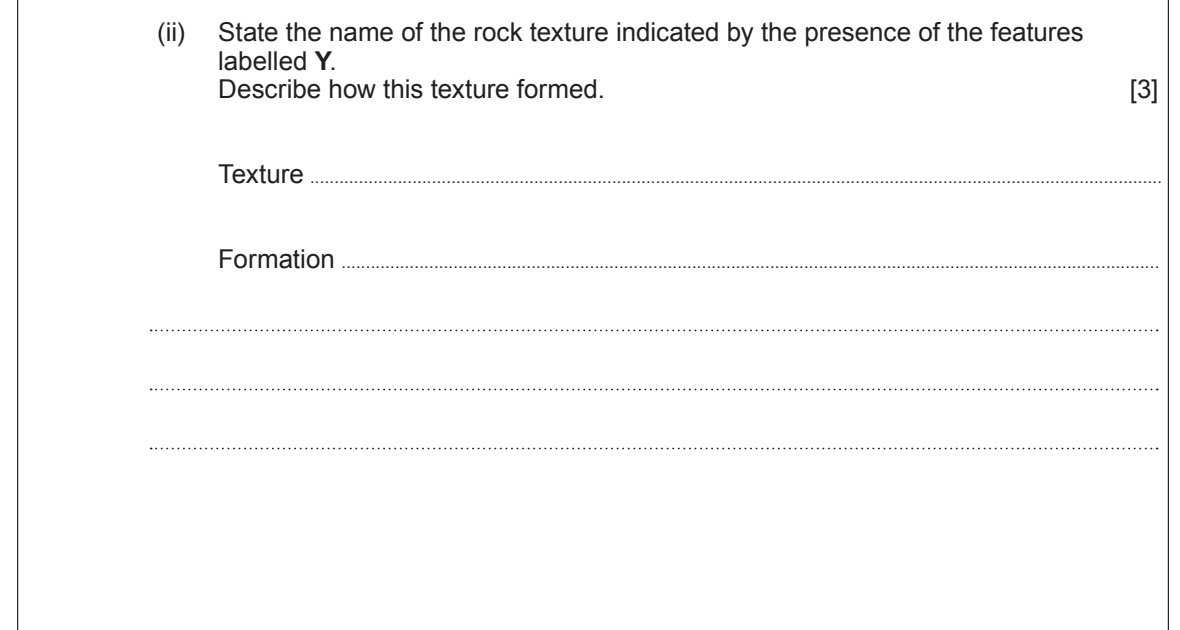 (ii) State the name of the rock texture indicated by the presence of the features
labelled Y.
Describe how this texture formed. [3]
Texture
Formation